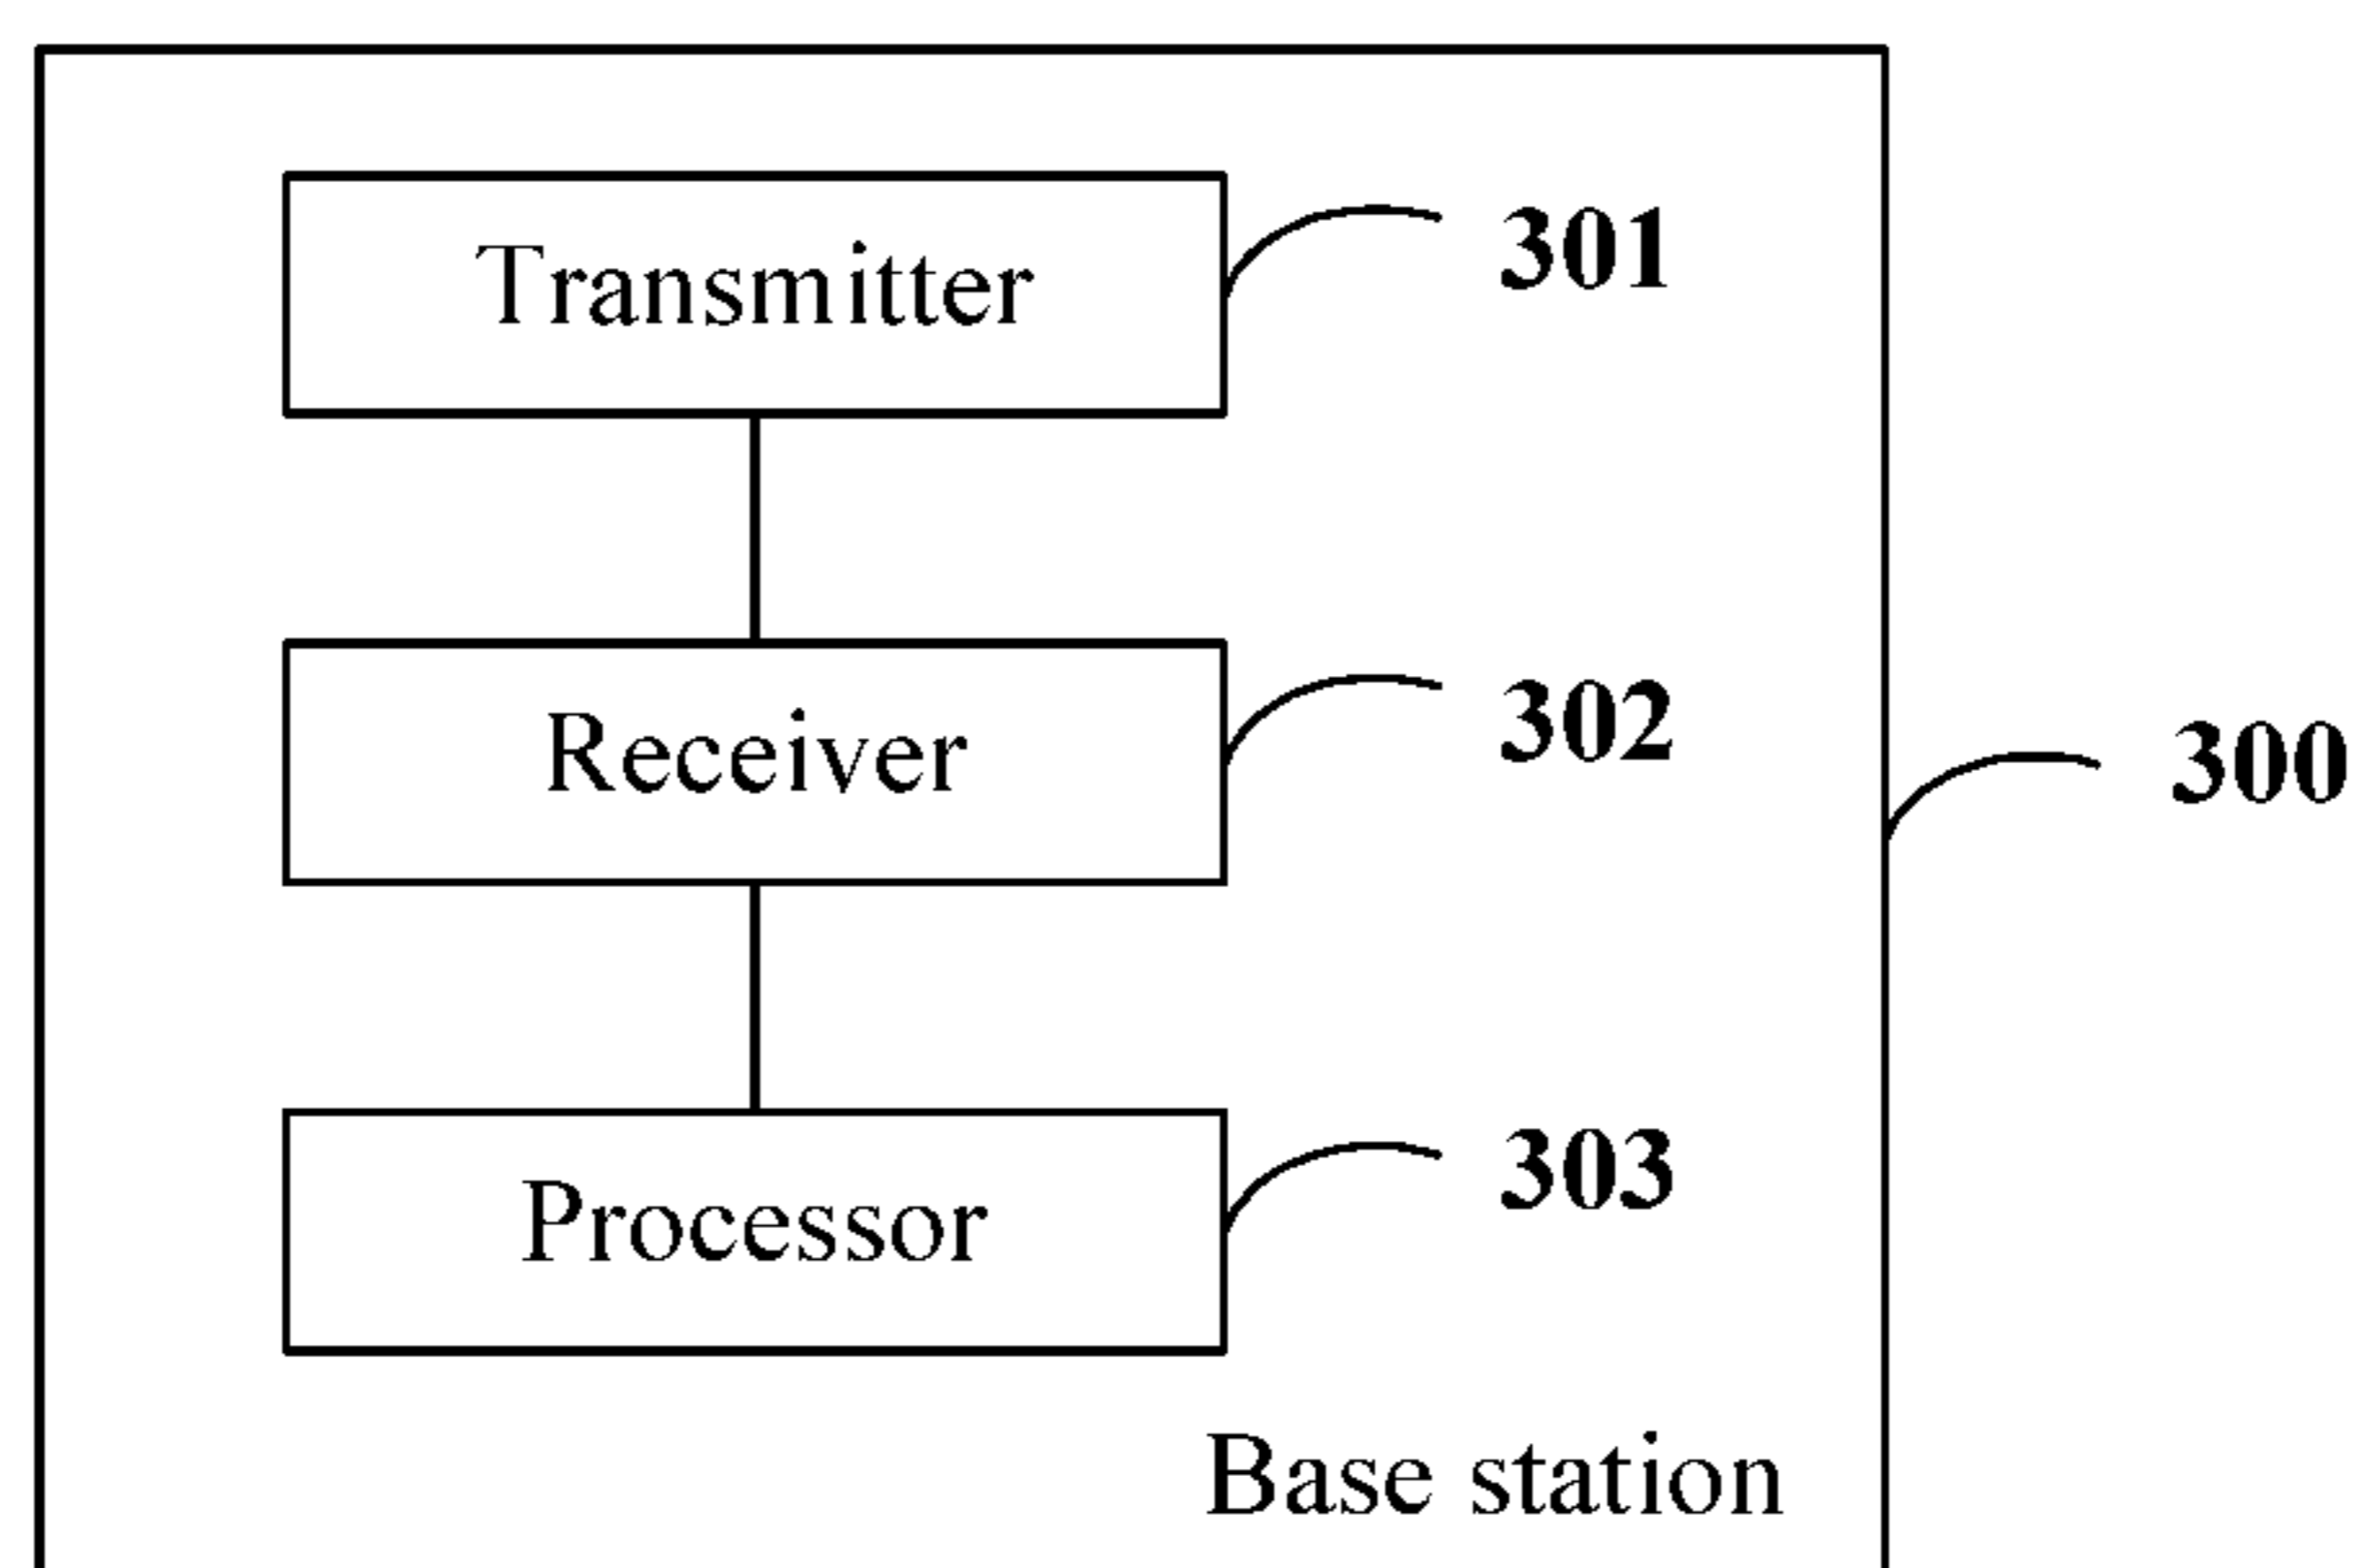 Transmitter
301
Receiver
302
300
Processor
303
Base station